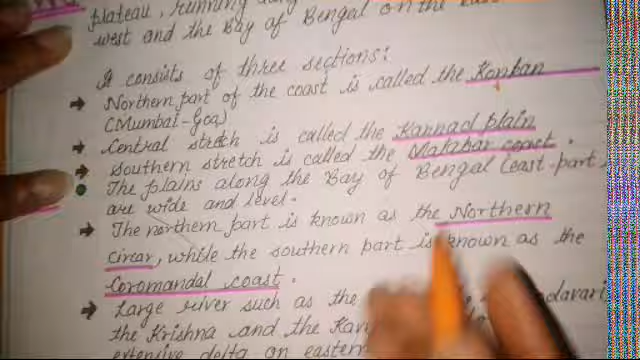 plateau, running along
west and the Bay of Bengal on the east
It consists of three sections:
→ Northern part of the coast is called the Konkan
(Mumbai-Goa)
→ Central stretch is called the Kannad plain
→ Southern stretch is called the Malabar coast.
• The plains along the Bay of Bengal (east-part)
are wide and level.
→ The northern part is known as the Northern
Circar, while the southern part is known as the
Coromandal coast.
→ Large river such as the
the Krishna and the
extensive delta on eastern